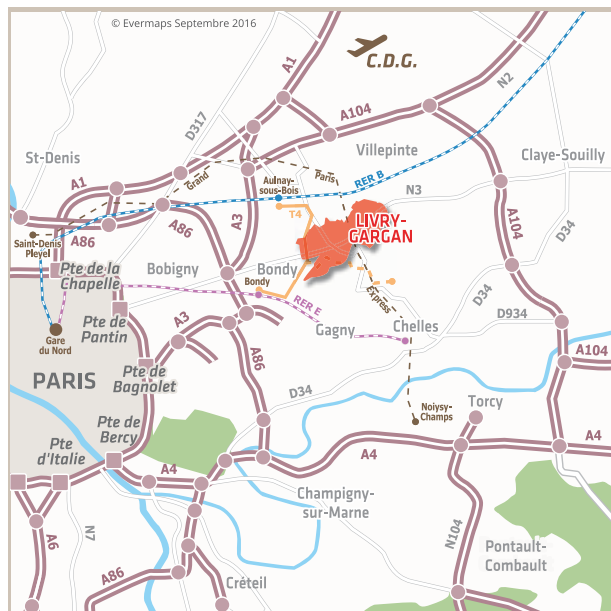 © Evermaps Septembre 2016
C.D.G.
A1
N2
A86
D317
A104
St-Denis
Villepinte
Claye-Souilly
Grand
Paris
RER B
Aulnay-
sous-Bois
A1
N3
T4
A3
A86
LIVRY-
GARGAN
A104
D34
A86
Saint-Denis
Pleyel
Pte de la
Chapelle
Bobigny
Bondy
Bondy
Express
RER E
D34
D934
Pte de
Pantin
A3
Gagny
Chelles
Gare
du Nord
A86
A104
PARIS
Pte de
Bagnolet
D34
Noiysy-
Champs
Torcy
Pte de
Bercy
Pte
d'Italie
A4
A4
A4
Champigny-
sur-Marne
N7
A6
N104
Pontault-
Combault
A86
Créteil